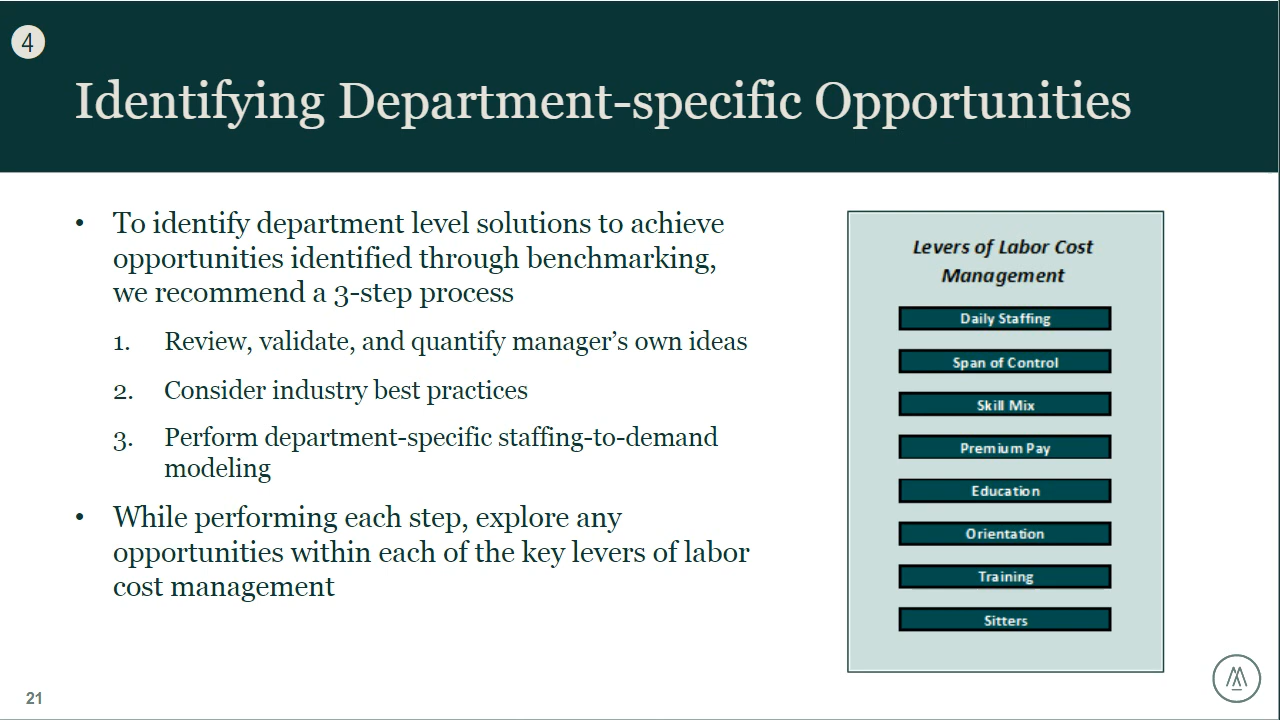 4
Identifying Department-specific Opportunities
• To identify department level solutions to achieve
opportunities identified through benchmarking,
we recommend a 3-step process
1. Review, validate, and quantify manager’s own ideas
2. Consider industry best practices
3. Perform department-specific staffing-to-demand
modeling
• While performing each step, explore any
opportunities within each of the key levers of labor
cost management
Levers of Labor Cost
Management
Daily Staffing
Span of Control
Skill Mix
Premium Pay
Education
Orientation
Training
Sitters
21